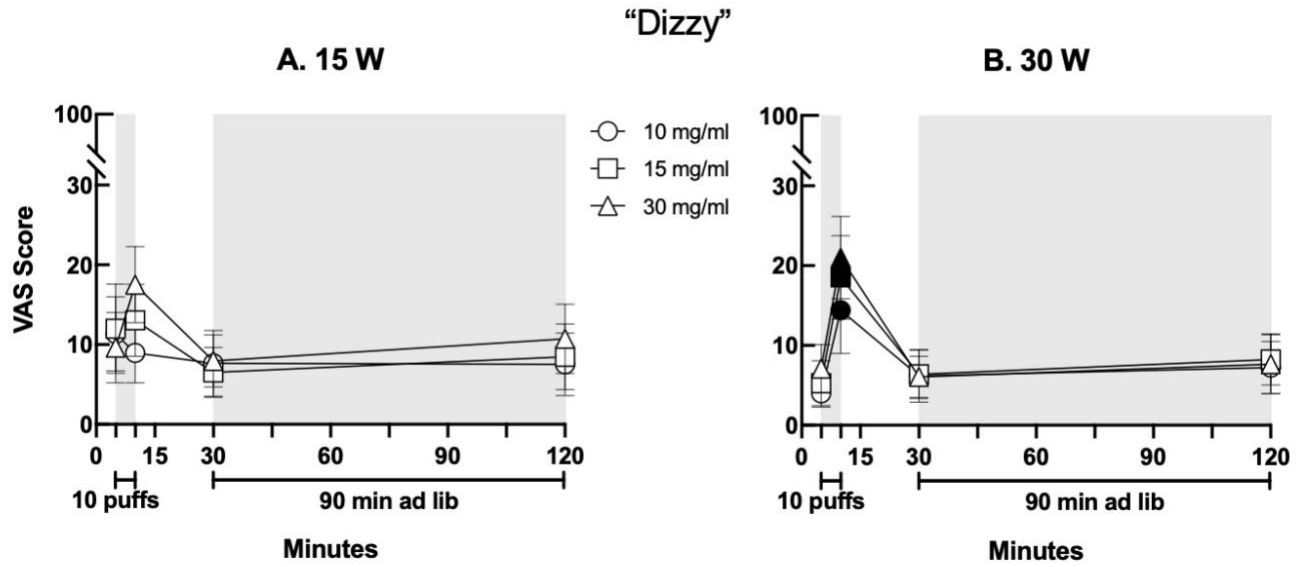 “Dizzy”
A. 15 W
B. 30 W
VAS Score
100
30
20
10
0
0 15 30 60 90 120
10 puffs 90 min ad lib
Minutes
10 mg/ml
15 mg/ml
30 mg/ml
100
30
20
10
0
0 15 30 60 90 120
10 puffs 90 min ad lib
Minutes